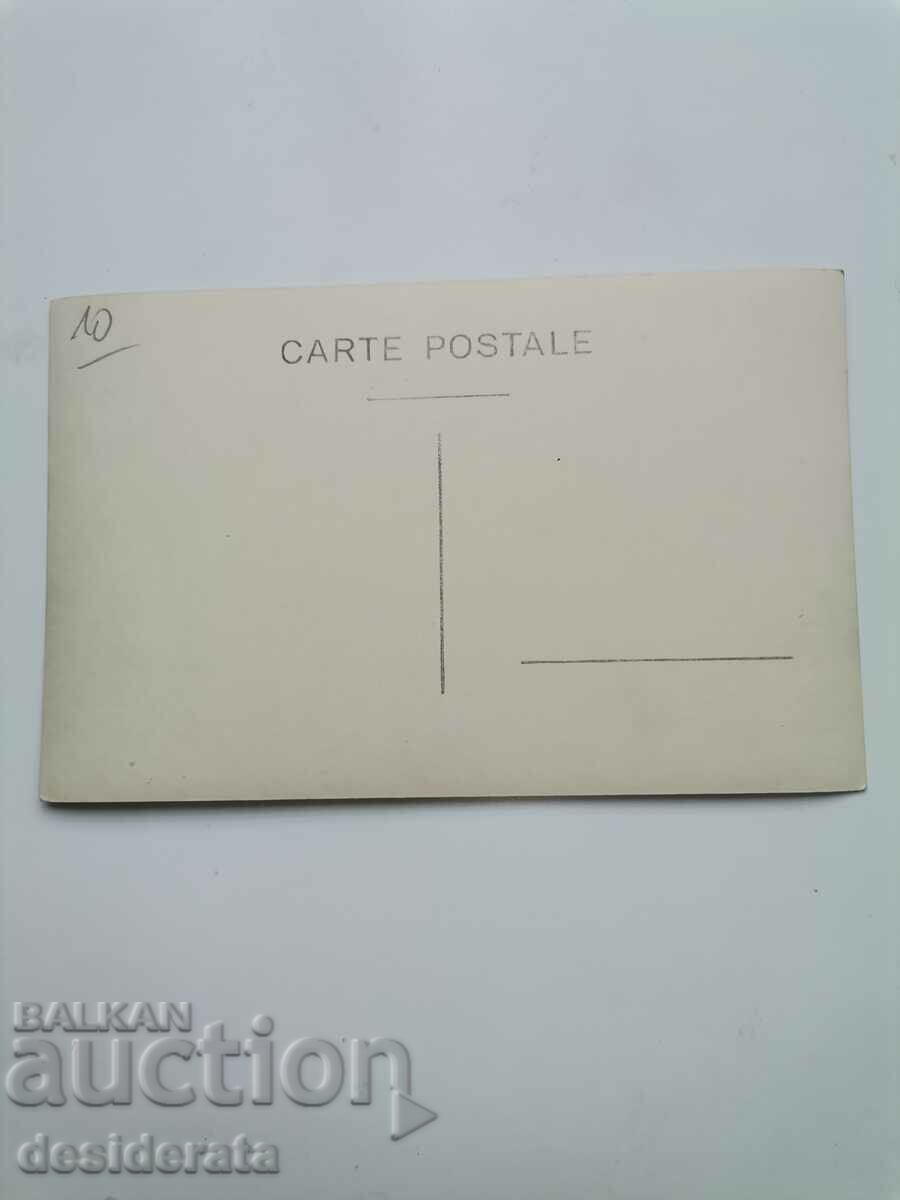 10
CARTE POSTALE
BALKAN
auction
desiderata